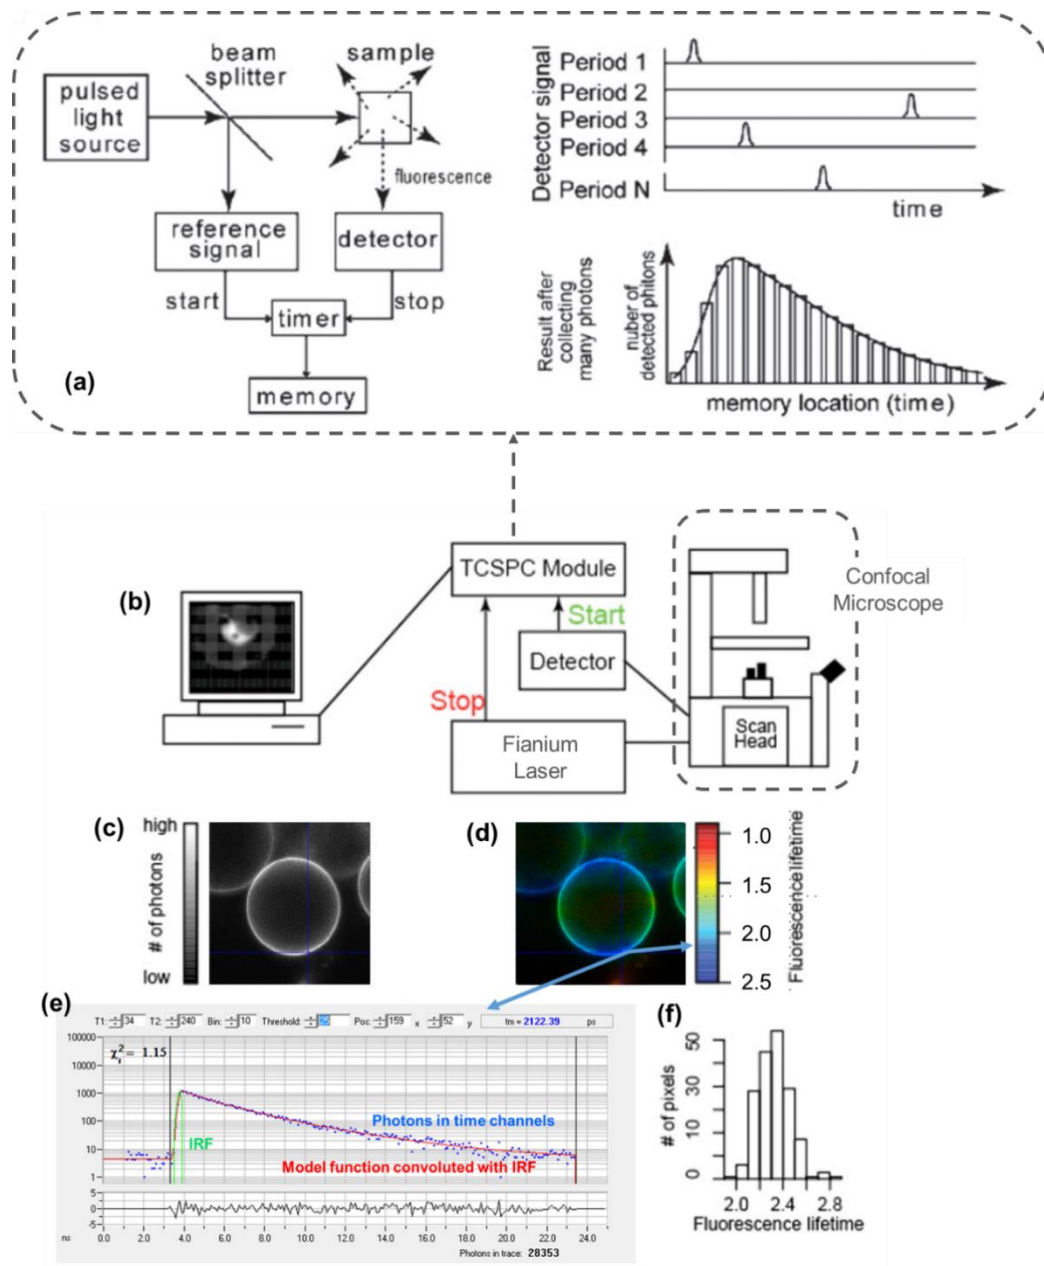 pulsed
light
source
beam
splitter
sample
fluorescence
reference
signal
detector
start
stop
timer
memory
(a)
Detector signal
Period 1
Period 2
Period 3
Period 4
Period N
time
Result after
collecting
many photons
nuber of
detected phitons
memory location (time)
(b)
TCSPC Module
Start
Detector
Stop
Fianium
Laser
Confocal
Microscope
Scan
Head
(c)
high
# of photons
low
(d)
1.0
1.5
2.0
2.5
Fluorescence lifetime
(e)
T1: 34 T2: 240 Bin: 10 Threshold: 25 Pos: 159 x 52 y tm = 2122.39 ps
χr2 = 1.15
100000
10000
1000
100
10
1
Photons in time channels
IRF
Model function convoluted with IRF
5
0
-5
ns 0.0 2.0 4.0 6.0 8.0 10.0 12.0 14.0 16.0 18.0 20.0 22.0 24.0
Photons in trace: 28353
(f)
# of pixels
50
30
10
0
2.0 2.4 2.8
Fluorescence lifetime